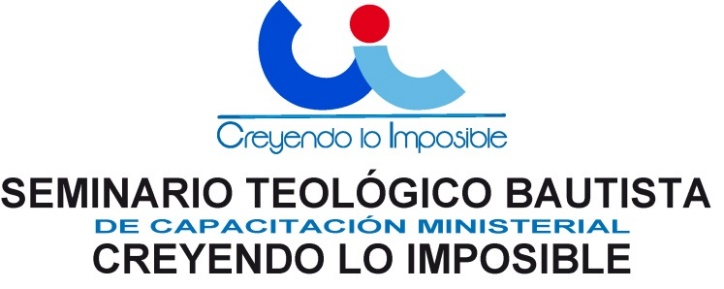 Creyendo lo Imposible
SEMINARIO TEOLÓGICO BAUTISTA
DE CAPACITACIÓN MINISTERIAL
CREYENDO LO IMPOSIBLE